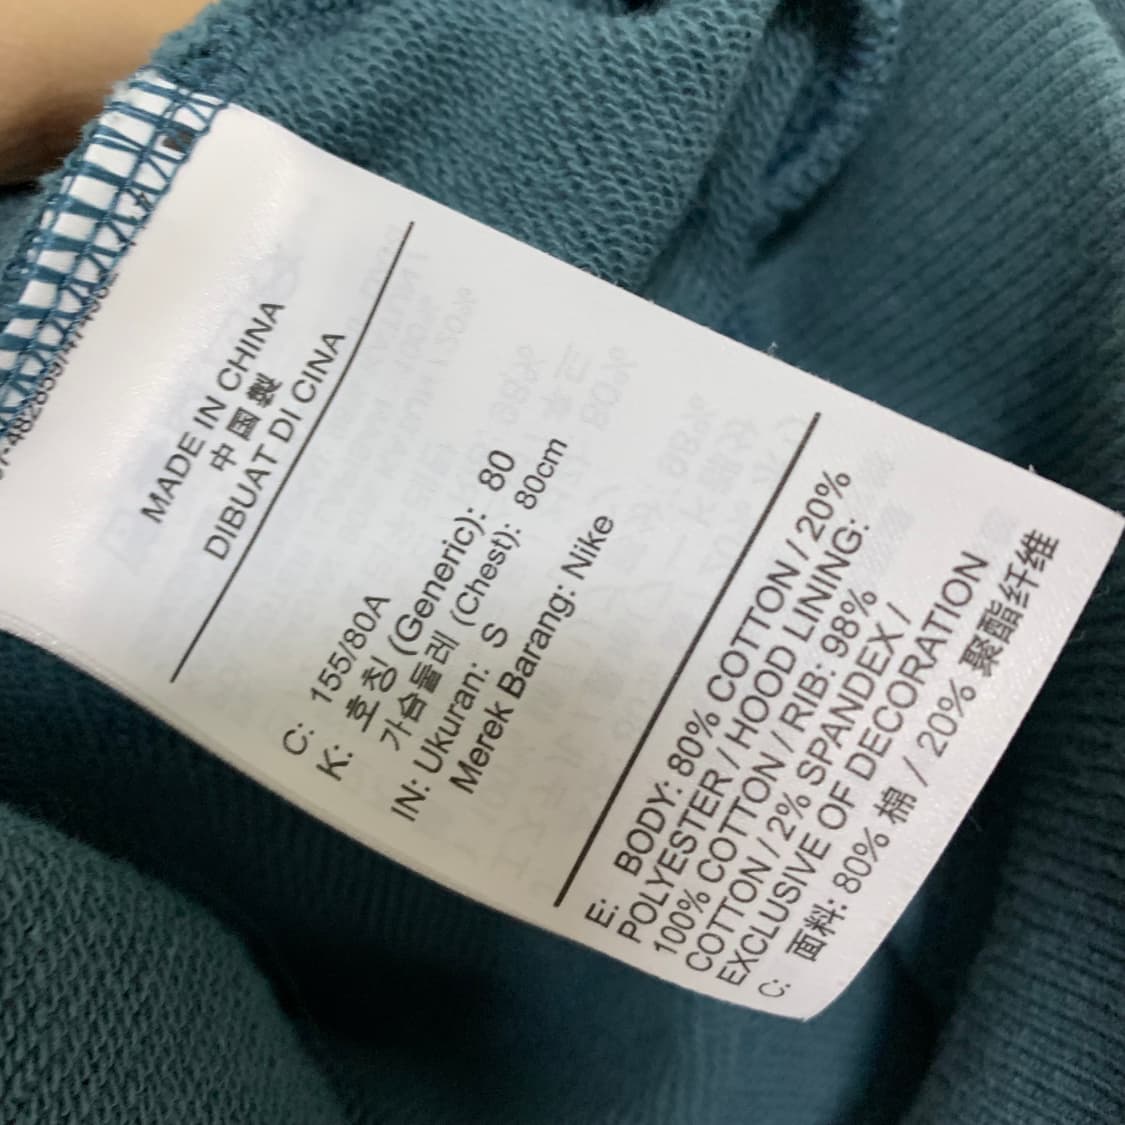 MADE IN CHINA
中国製
DIBUAT DI CINA
C: 155/80A
K: 호칭 (Generic): 80
가슴둘레 (Chest): 80cm
IN: Ukuran: S
Merek Barang: Nike
E: BODY: 80% COTTON / 20%
POLYESTER / HOOD LINING:
100% COTTON / RIB: 98%
COTTON / 2% SPANDEX /
EXCLUSIVE OF DECORATION
C: 面料: 80% 棉 / 20% 聚酯纤维